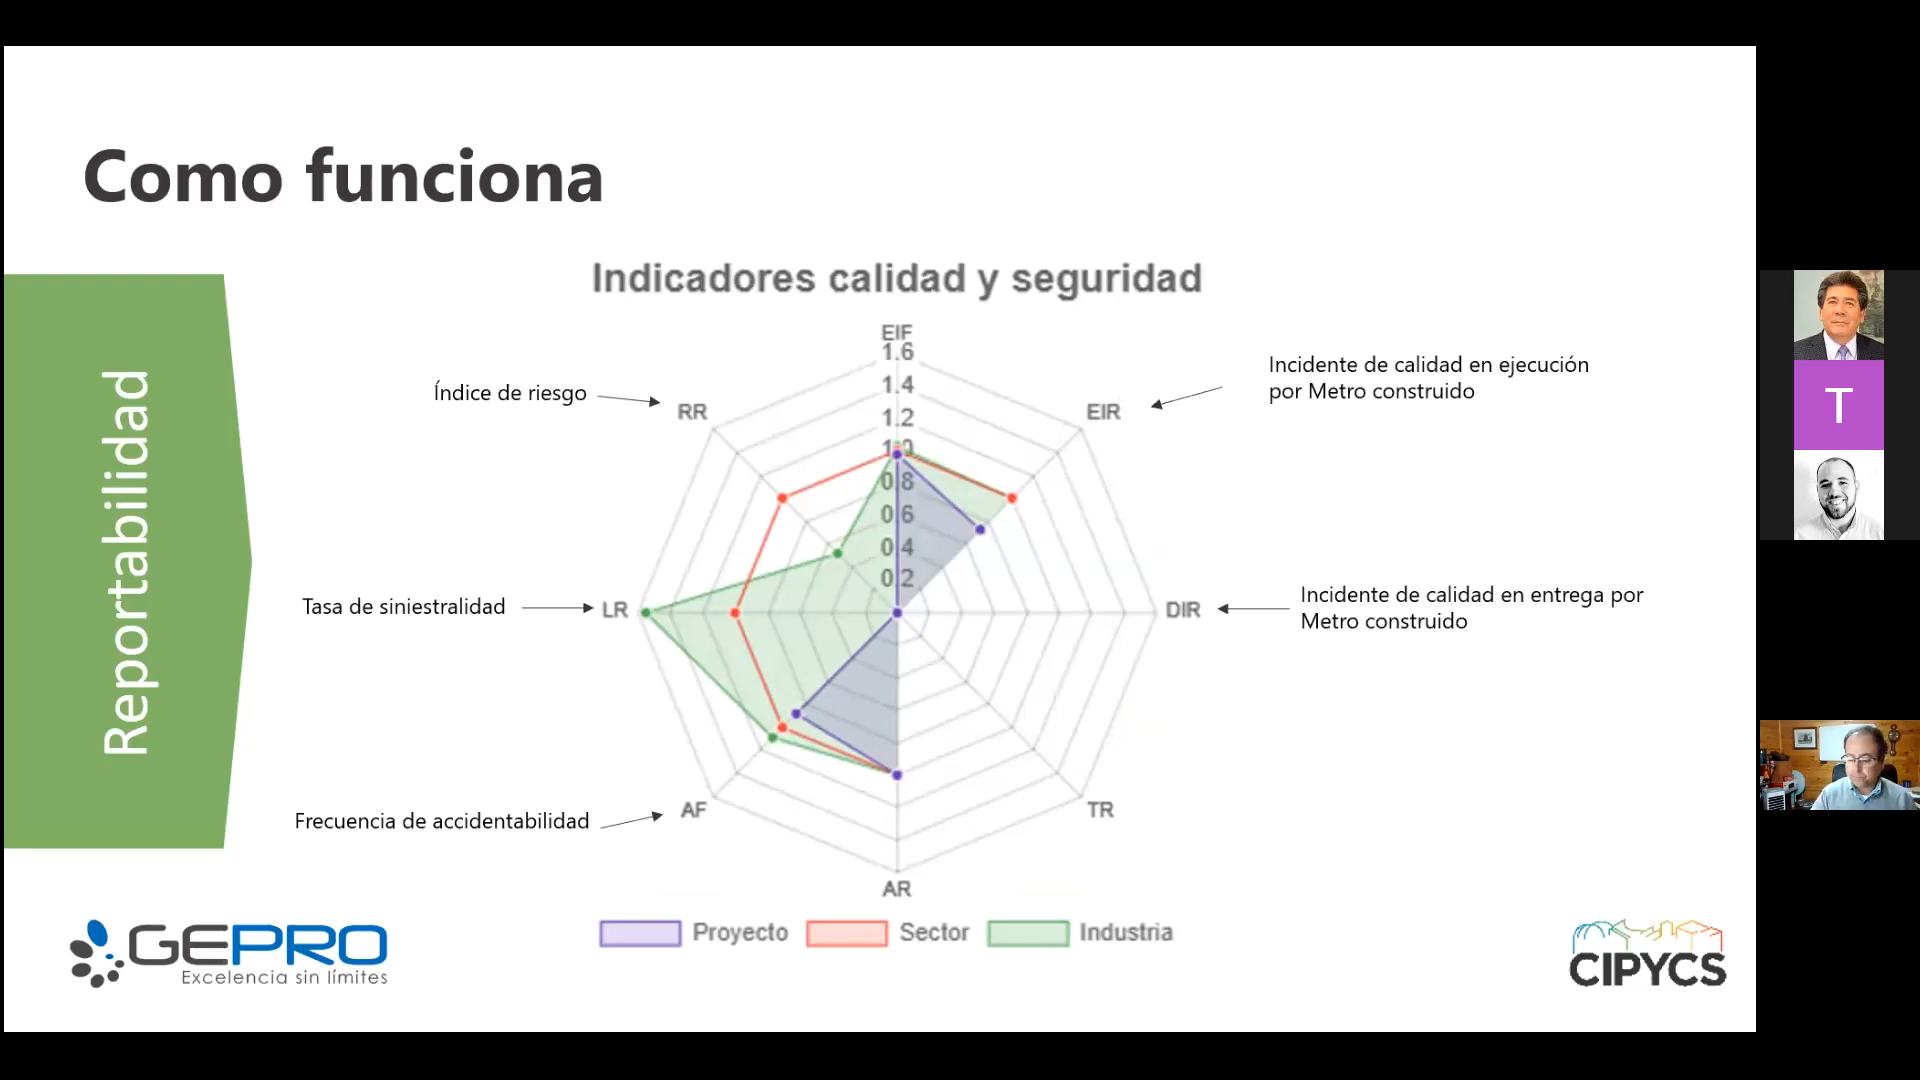 Como funciona
Reportabilidad
Indicadores calidad y seguridad
EIF
1.6
1.4
1.2
1.0
0.8
0.6
0.4
0.2
Índice de riesgo
RR
EIR
Incidente de calidad en ejecución
por Metro construido
Tasa de siniestralidad
LR
DIR
Incidente de calidad en entrega por
Metro construido
Frecuencia de accidentabilidad
AF
TR
AR
Proyecto
Sector
Industria
GEPRO
Excelencia sin límites
CIPYCS
T